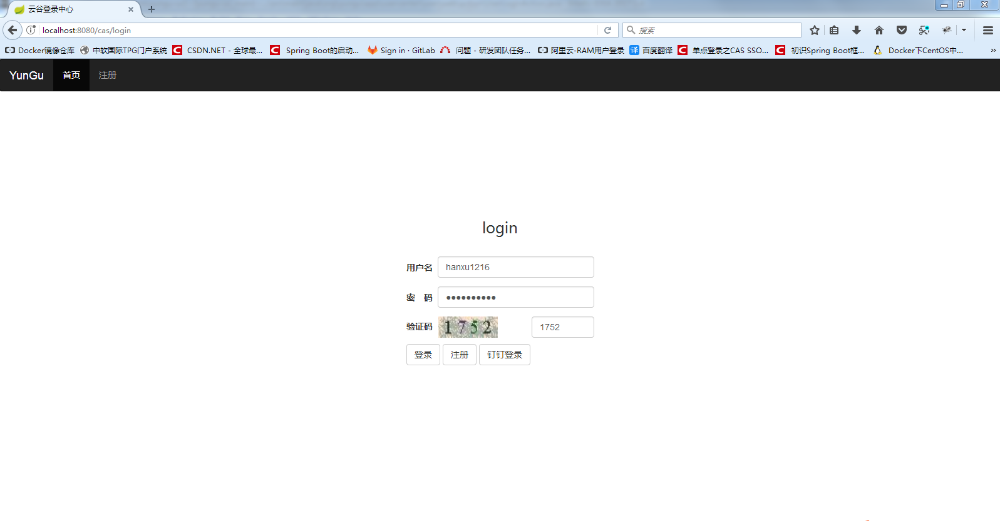 云谷登录中心
localhost:8080/cas/login
搜索
Docker镜像仓库 中软国际TPG门户系统 CSDN.NET - 全球最... Spring Boot的启动... Sign in · GitLab 问题 - 研发团队任务... 阿里云-RAM用户登录 译 百度翻译 单点登录之CAS SSO... 初识Spring Boot框... Docker下CentOS中... »
YunGu 首页 注册
login
用户名 hanxu1216
密 码 ••••••••••
验证码 1752 1752
登录 注册 钉钉登录